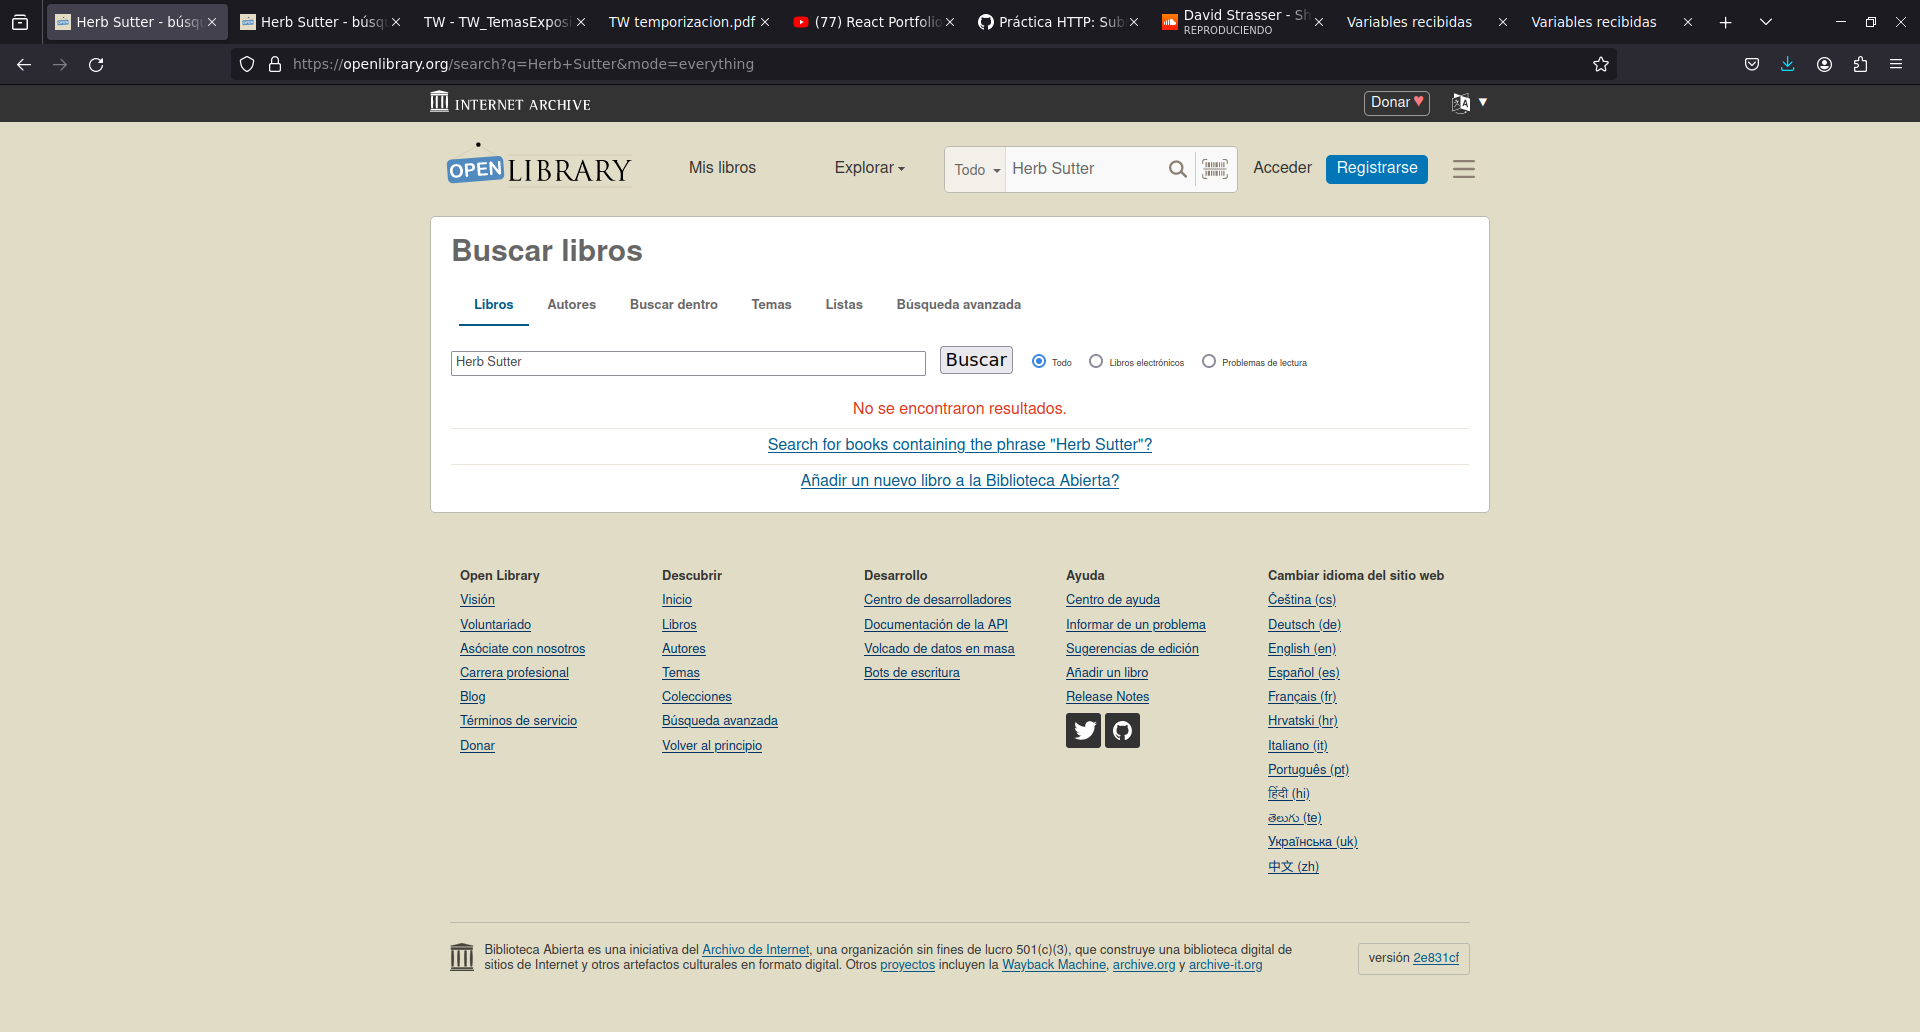 Herb Sutter - búsqu
Herb Sutter - búsqu
TW - TW_TemasExposi
TW temporizacion.pdf
(77) React Portfolio
Práctica HTTP: Sub
David Strasser - Sh
REPRODUCIENDO
Variables recibidas
Variables recibidas
https://openlibrary.org/search?q=Herb+Sutter&mode=everything
INTERNET ARCHIVE
Donar ♥
OPEN LIBRARY
Mis libros
Explorar
Todo
Herb Sutter
Acceder
Registrarse
Buscar libros
Libros Autores Buscar dentro Temas Listas Búsqueda avanzada
Herb Sutter
Buscar
Todo Libros electrónicos Problemas de lectura
No se encontraron resultados.
Search for books containing the phrase "Herb Sutter"?
Añadir un nuevo libro a la Biblioteca Abierta?
Open Library
Visión
Voluntariado
Asóciate con nosotros
Carrera profesional
Blog
Términos de servicio
Donar
Descubrir
Inicio
Libros
Autores
Temas
Colecciones
Búsqueda avanzada
Volver al principio
Desarrollo
Centro de desarrolladores
Documentación de la API
Volcado de datos en masa
Bots de escritura
Ayuda
Centro de ayuda
Informar de un problema
Sugerencias de edición
Añadir un libro
Release Notes
Cambiar idioma del sitio web
Čeština (cs)
Deutsch (de)
English (en)
Español (es)
Français (fr)
Hrvatski (hr)
Italiano (it)
Português (pt)
हिंदी (hi)
తెలుగు (te)
Українська (uk)
中文 (zh)
Biblioteca Abierta es una iniciativa del Archivo de Internet, una organización sin fines de lucro 501(c)(3), que construye una biblioteca digital de
sitios de Internet y otros artefactos culturales en formato digital. Otros proyectos incluyen la Wayback Machine, archive.org y archive-it.org
versión 2e831cf